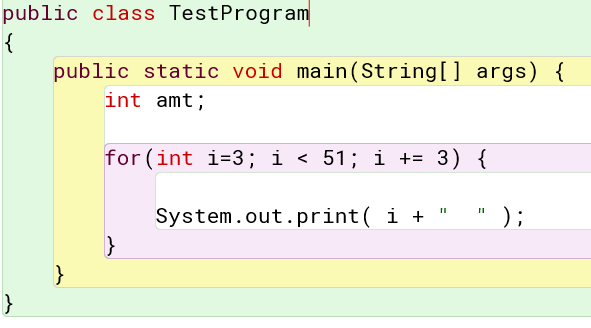 public class TestProgram
{
    public static void main(String[] args) {
        int amt;

        for(int i=3; i < 51; i += 3) {

            System.out.print( i + "  " );
        }
    }
}